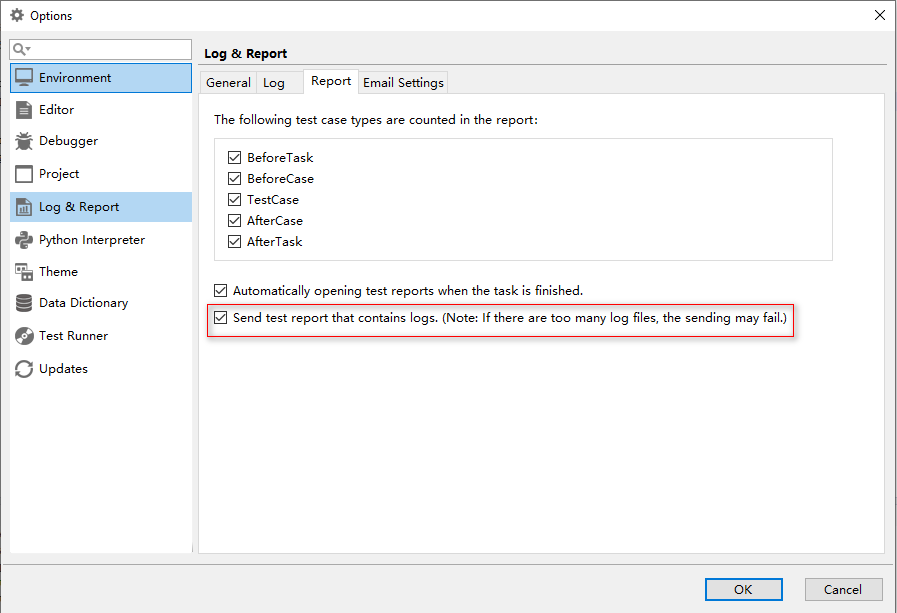 Options
Environment
Editor
Debugger
Project
Log & Report
Python Interpreter
Theme
Data Dictionary
Test Runner
Updates
Log & Report
General Log Report Email Settings
The following test case types are counted in the report:
BeforeTask
BeforeCase
TestCase
AfterCase
AfterTask
Automatically opening test reports when the task is finished.
Send test report that contains logs. (Note: If there are too many log files, the sending may fail.)
OK Cancel